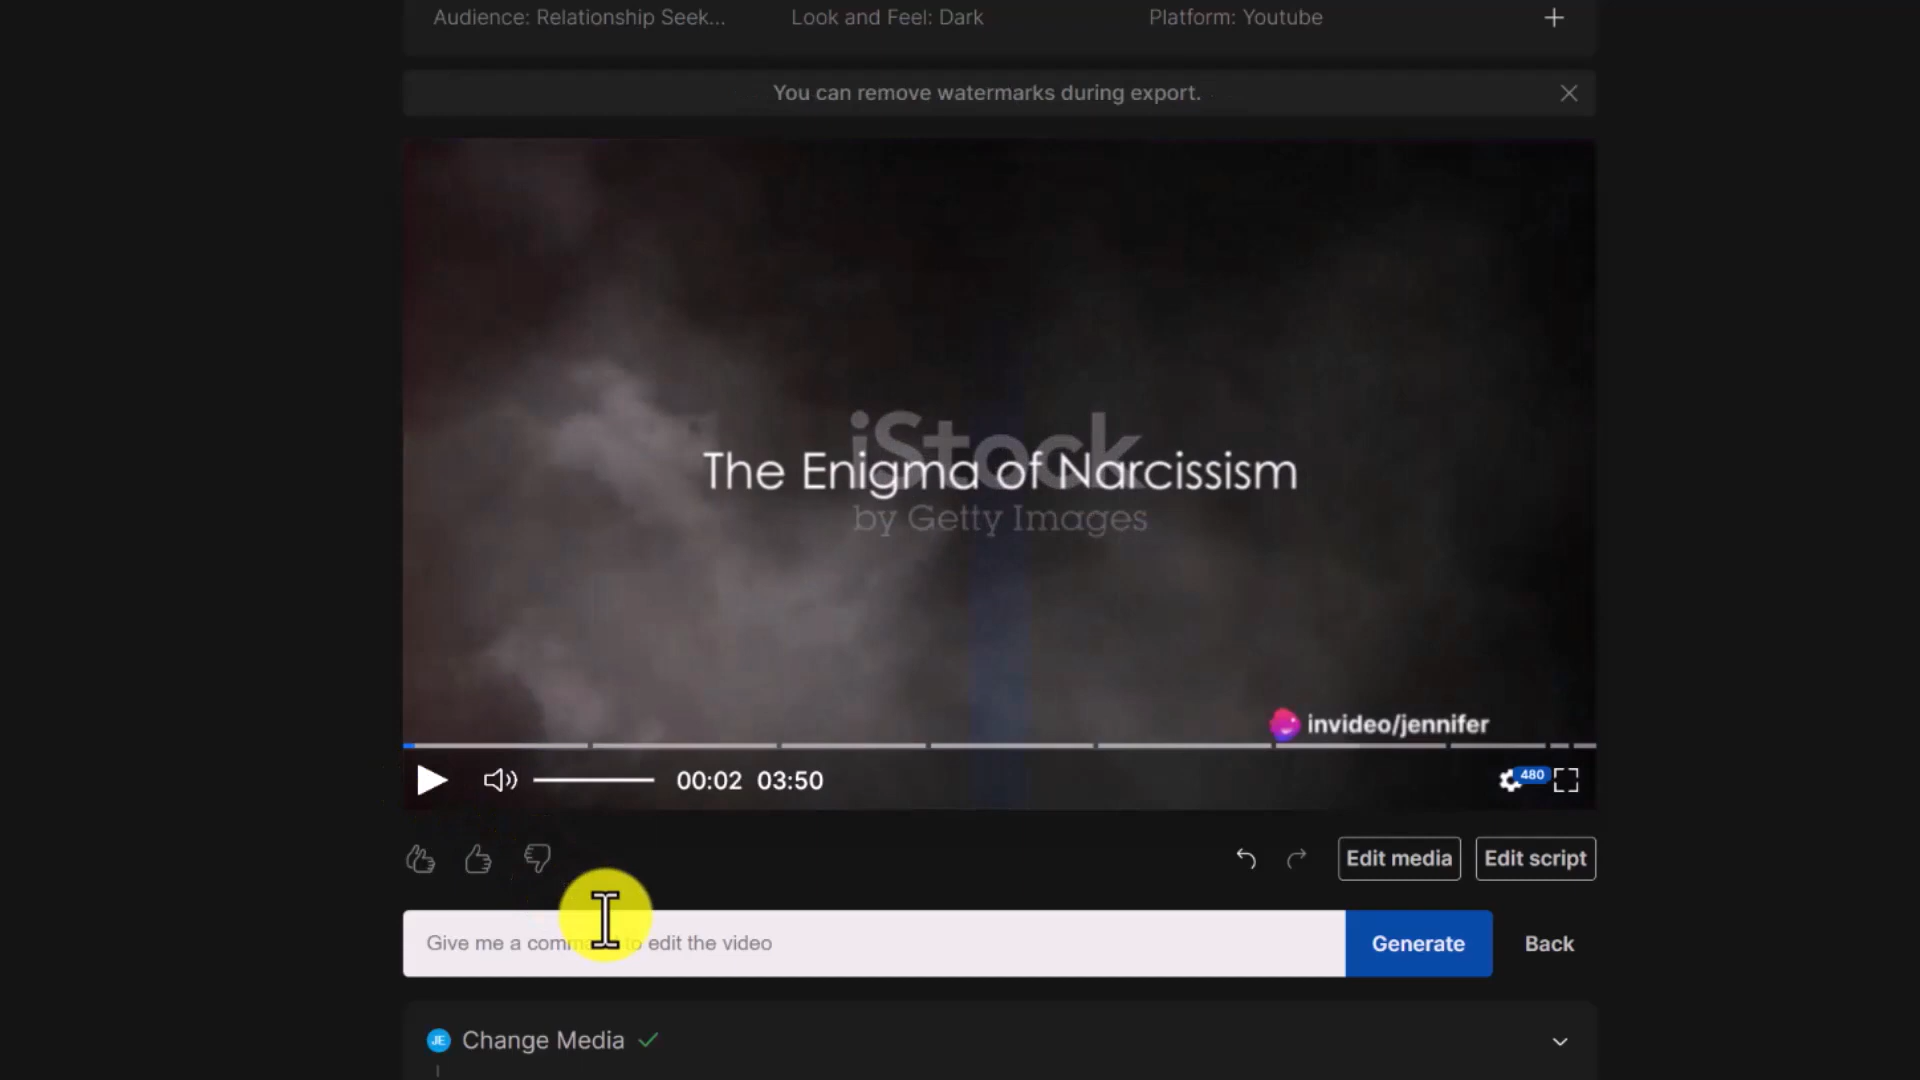 Audience: Relationship Seek... Look and Feel: Dark Platform: Youtube
You can remove watermarks during export.
iStock
The Enigma of Narcissism
by Getty Images
invideo/jennifer
00:02 03:50
480
Edit media Edit script
Give me a command to edit the video
Generate Back
JE Change Media